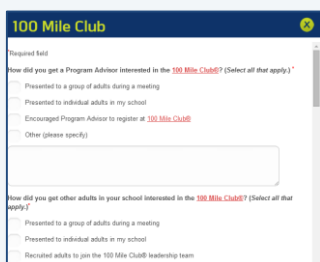 100 Mile Club
*Required field
How did you get a Program Advisor interested in the 100 Mile Club®? (Select all that apply.) *
Presented to a group of adults during a meeting
Presented to individual adults in my school
Encouraged Program Advisor to register at 100 Mile Club®
Other (please specify)
How did you get other adults in your school interested in the 100 Mile Club®? (Select all that
apply.)*
Presented to a group of adults during a meeting
Presented to individual adults in my school
Recruited adults to join the 100 Mile Club® leadership team